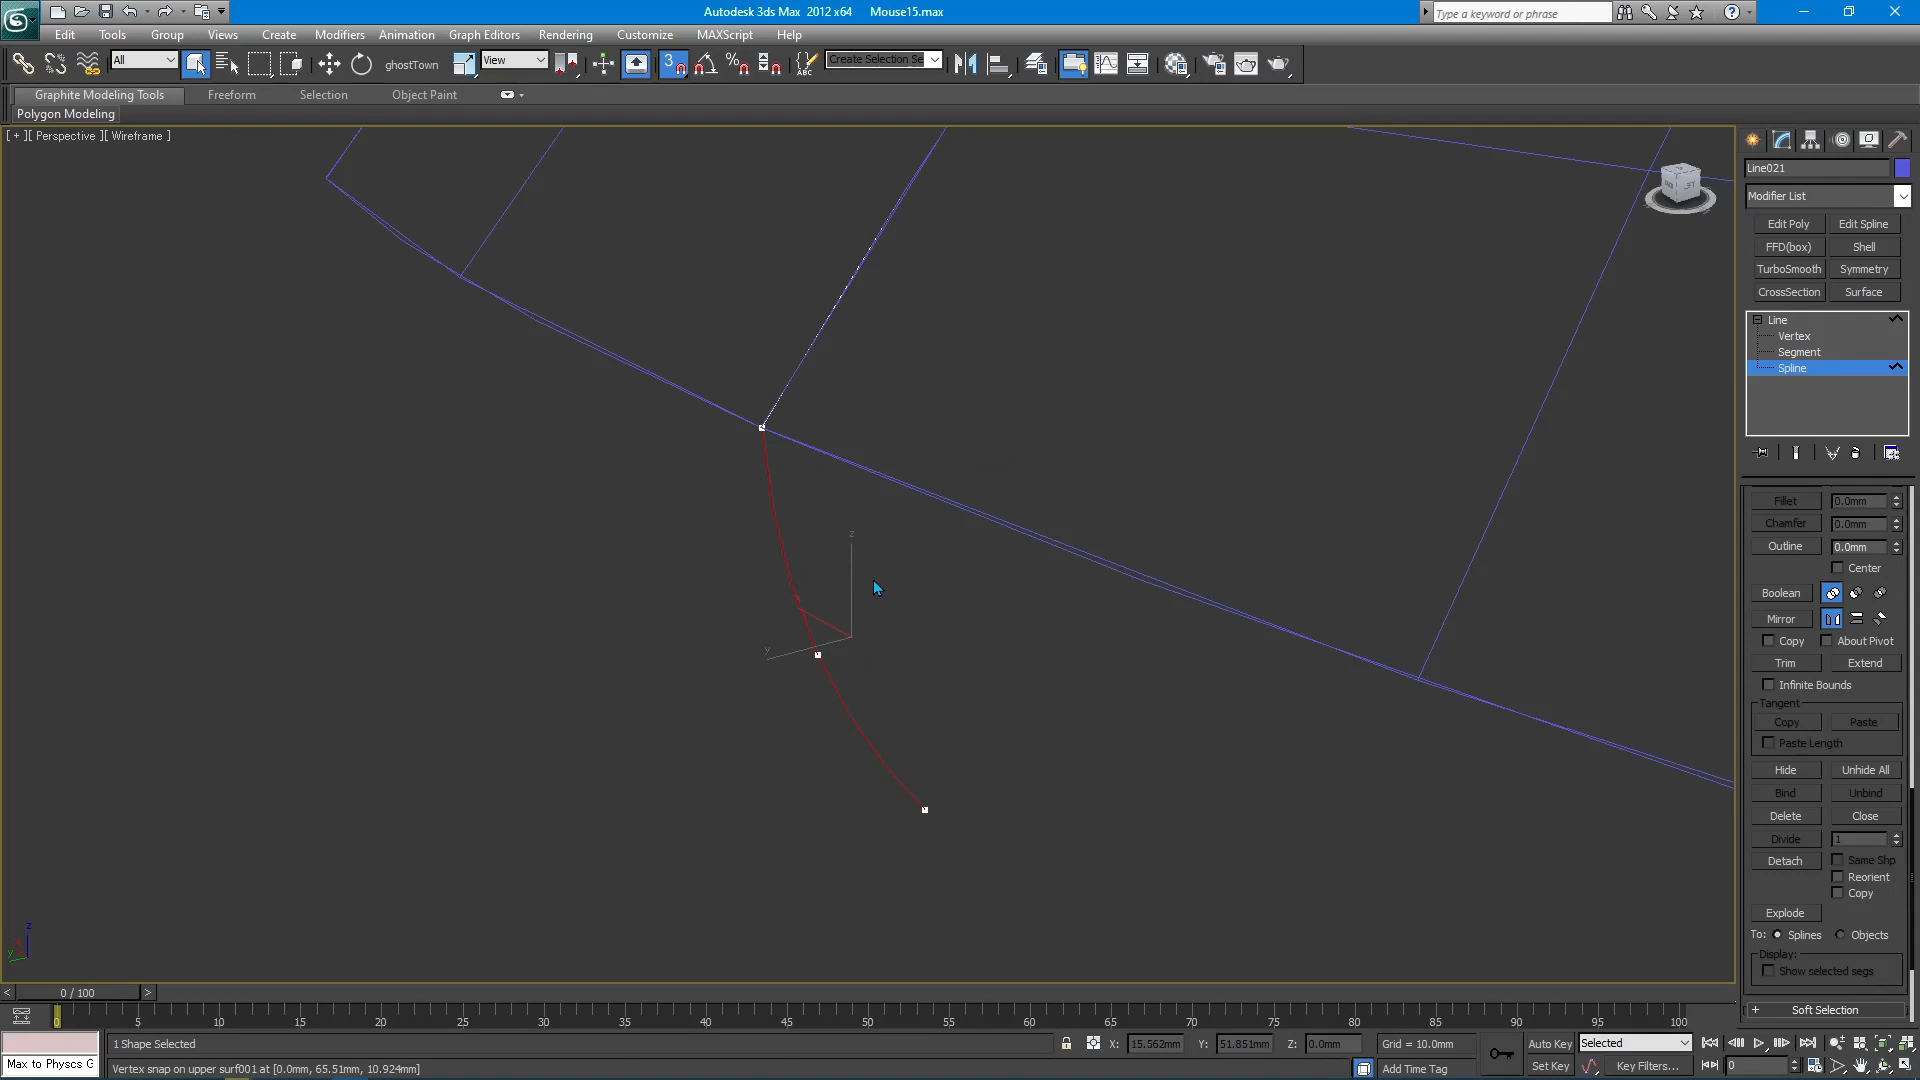 Autodesk 3ds Max 2012 x64 Mouse15.max
Type a keyword or phrase
Edit Tools Group Views Create Modifiers Animation Graph Editors Rendering Customize MAXScript Help
All ghostTown View 3 % ABC Create Selection Se
Graphite Modeling Tools Freeform Selection Object Paint
Polygon Modeling
[ + ][ Perspective ][ Wireframe ]
Line021
Modifier List
Edit Poly Edit Spline
FFD(box) Shell
TurboSmooth Symmetry
CrossSection Surface
Line
Vertex
Segment
Spline
Fillet 0.0mm
Chamfer 0.0mm
Outline 0.0mm
Center
Boolean
Mirror
Copy About Pivot
Trim Extend
Infinite Bounds
Tangent
Copy Paste
Paste Length
Hide Unhide All
Bind Unbind
Delete Close
Divide 1
Detach Same Shp
Reorient
Copy
Explode
To: Splines Objects
Display:
Show selected segs
+ Soft Selection
z
y
z
y
< 0 / 100 >
0 5 10 15 20 25 30 35 40 45 50 55 60 65 70 75 80 85 90 95 100
1 Shape Selected X: 15.562mm Y: 51.851mm Z: 0.0mm Grid = 10.0mm Auto Key Selected
Max to Physcs G Vertex snap on upper surf001 at [0.0mm, 65.51mm, 10.924mm] Add Time Tag Set Key Key Filters... 0